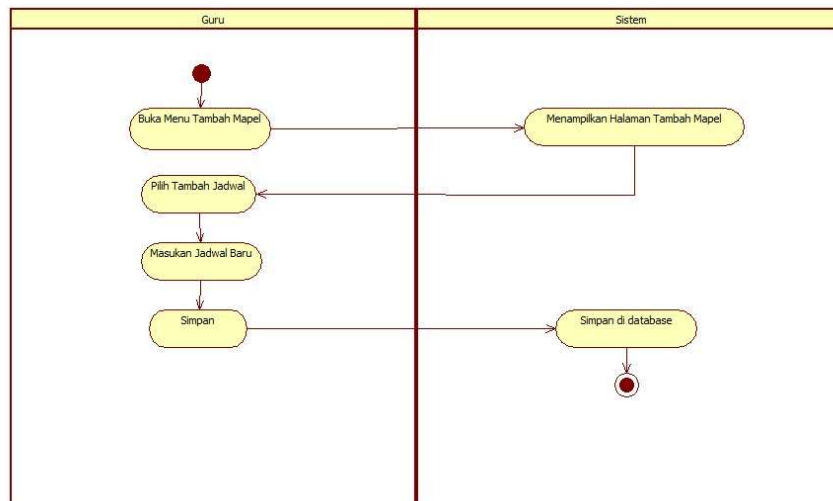 Guru
Sistem
Buka Menu Tambah Mapel
Menampilkan Halaman Tambah Mapel
Pilih Tambah Jadwal
Masukan Jadwal Baru
Simpan
Simpan di database